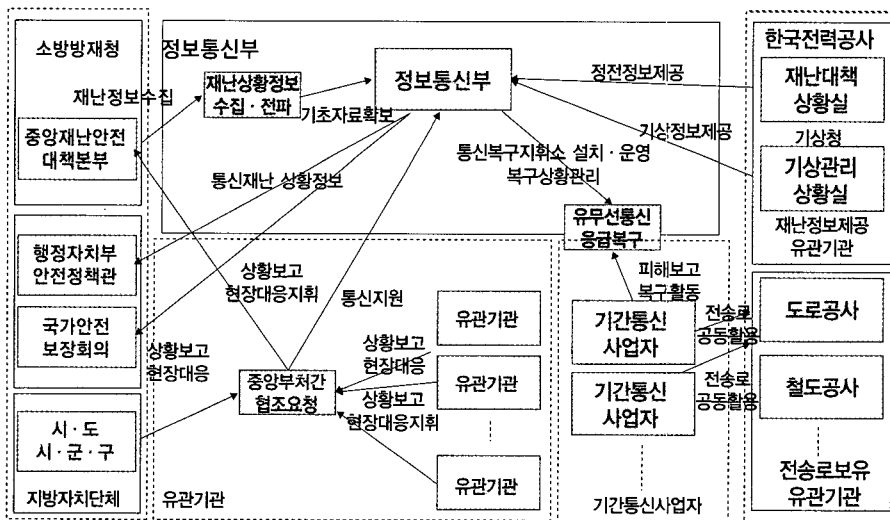 소방방재청
재난정보수집
중앙재난안전
대책본부
행정자치부
안전정책관
국가안전
보장회의
상황보고
현장대응
시·도
시·군·구
지방자치단체
정보통신부
재난상황정보
수집·전파
기초자료확보
정보통신부
통신재난 상황정보
통신복구지휘소 설치·운영
복구상황관리
유무선통신
응급복구
정전정보제공
기상정보제공
상황보고
현장대응지휘
통신지원
중앙부처간
협조요청
상황보고
현장대응
상황보고
현장대응지휘
유관기관
유관기관
유관기관
유관기관
피해보고
복구활동
기간통신
사업자
기간통신
사업자
기간통신사업자
전송로
공동활용
전송로
공동활용
한국전력공사
재난대책
상황실
기상청
기상관리
상황실
재난정보제공
유관기관
도로공사
철도공사
전송로보유
유관기관